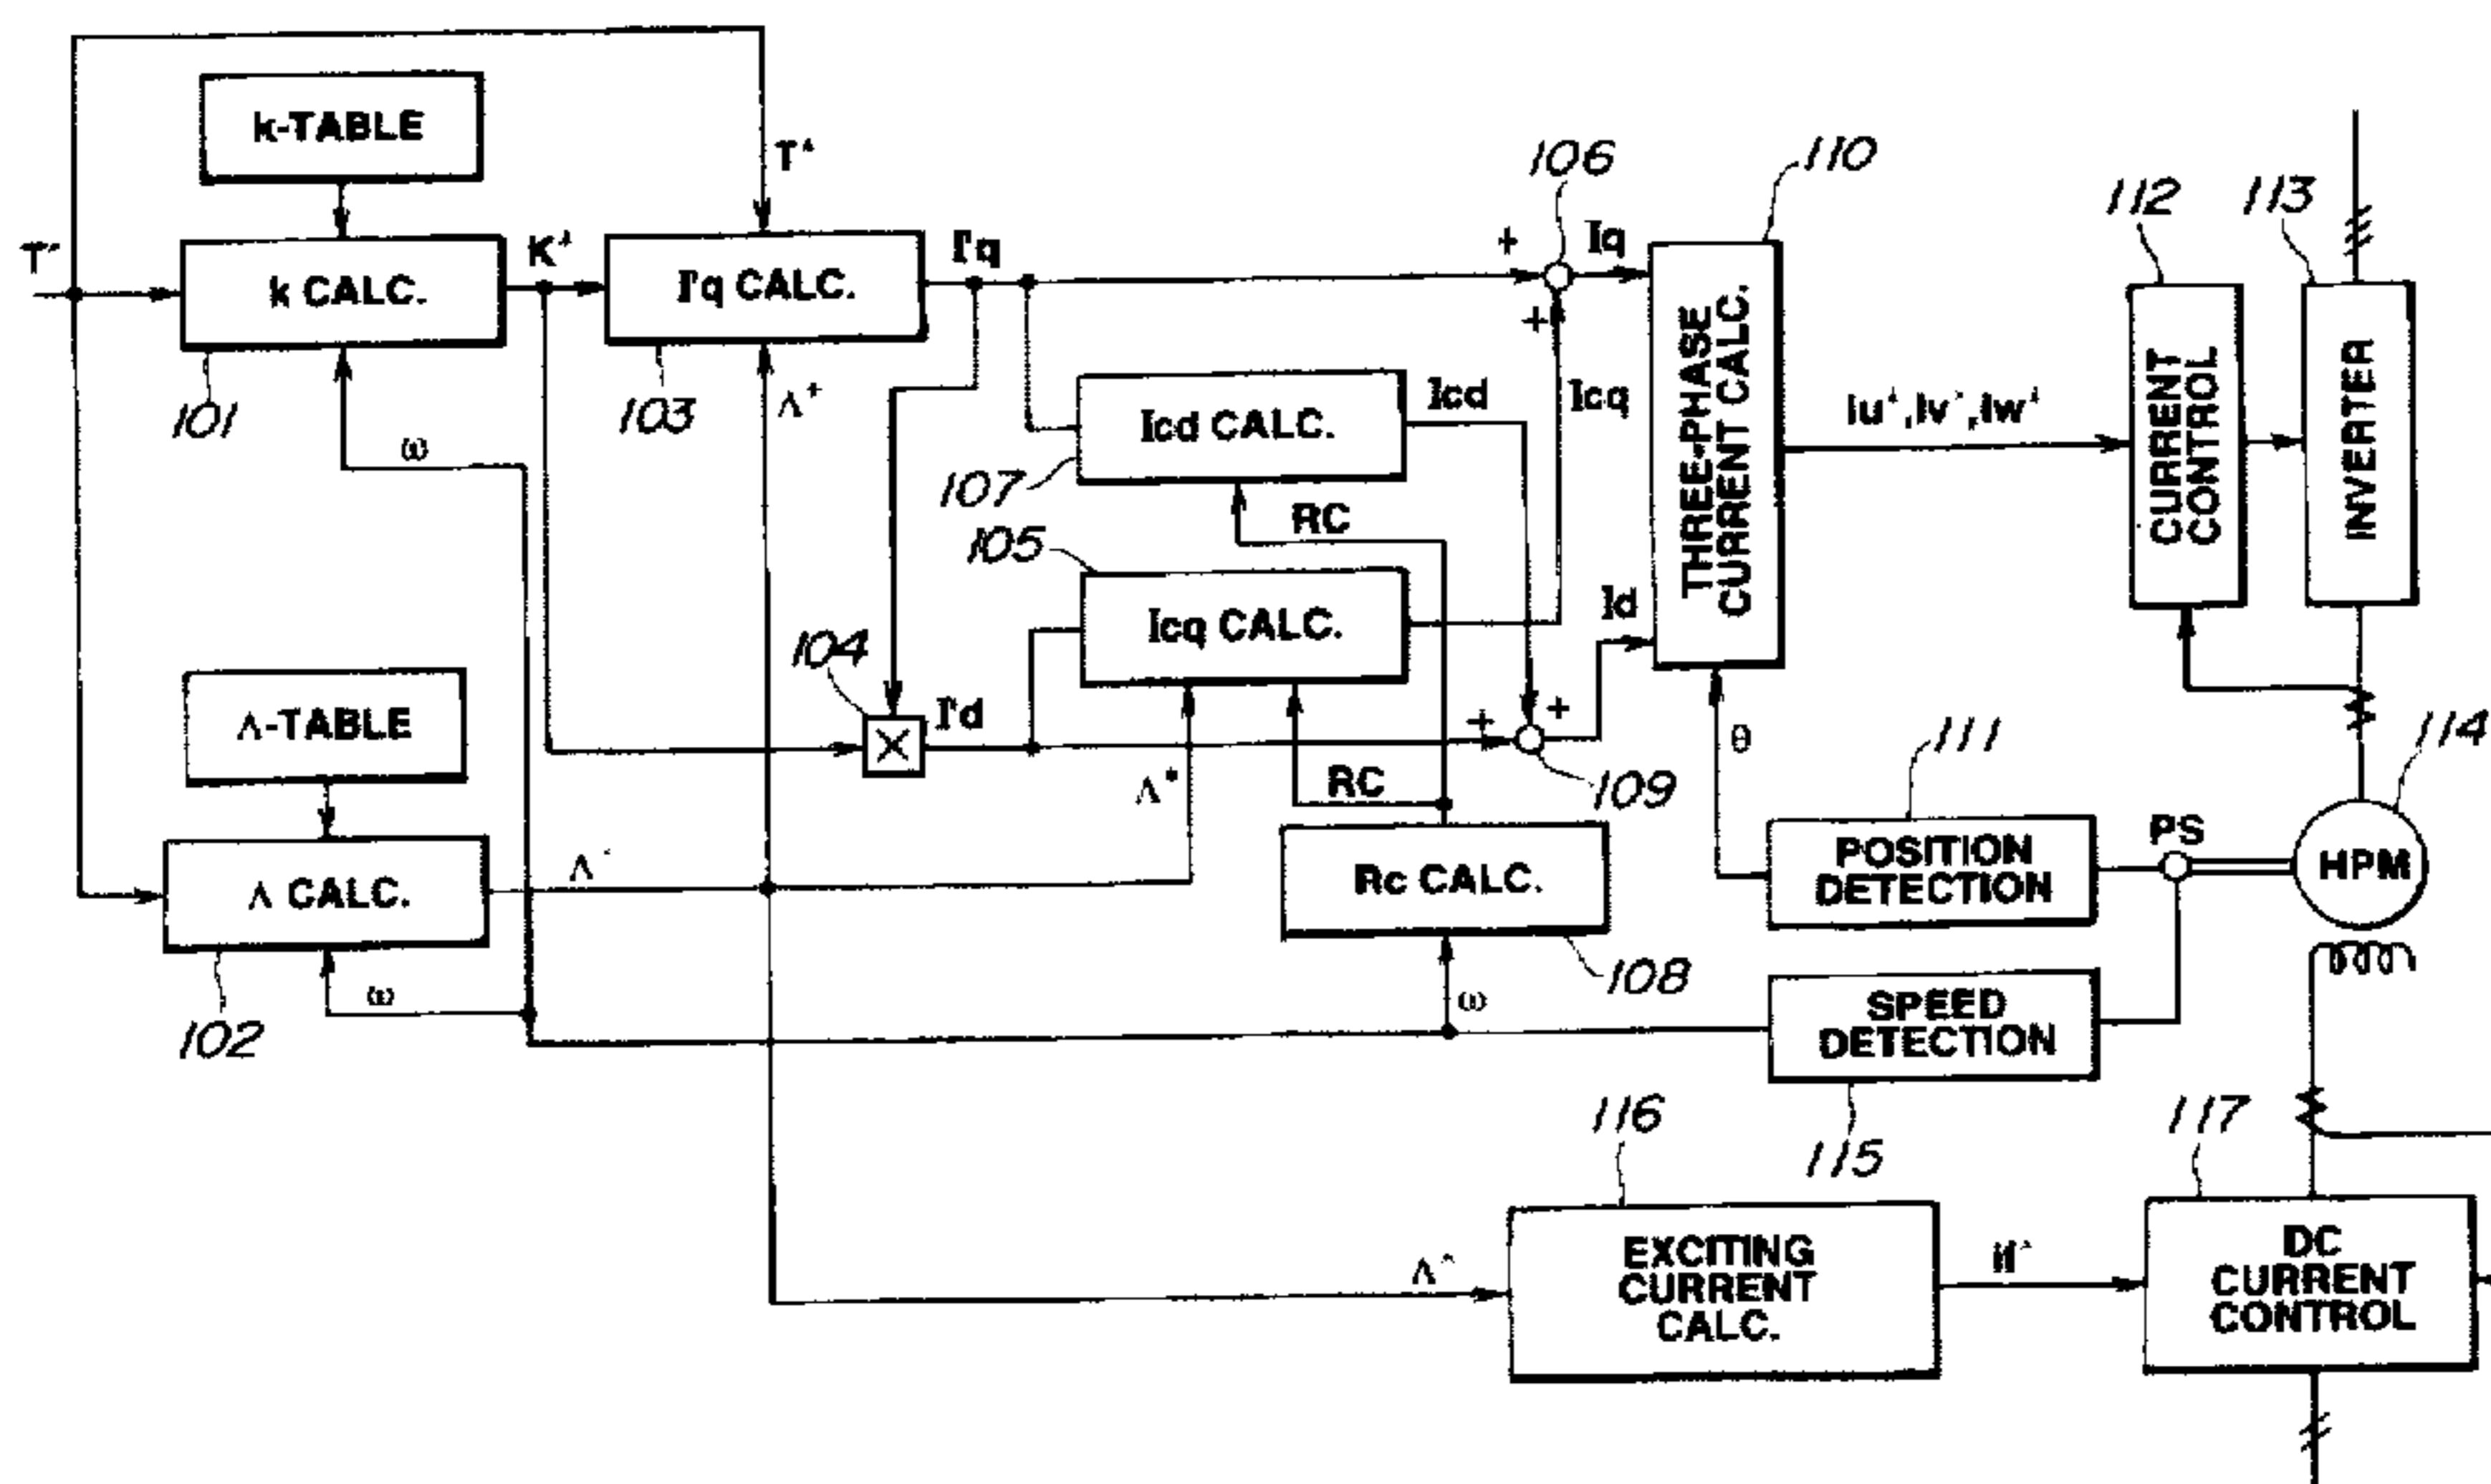 k-TABLE
T*
106
110
112
113
T*
k CALC.
K*
I'q CALC.
I'q
+
Iq
+
101
103
Λ*
ω
Icd CALC.
Icd
Icq
107
RC
THREE-PHASE
CURRENT CALC.
Iu*, Iv*, Iw*
CURRENT
CONTROL
INVERTER
105
Icq CALC.
Id
104
Λ-TABLE
I'd
+
+
θ
111
114
Λ*
RC
109
Λ CALC.
Λ*
Rc CALC.
POSITION
DETECTION
PS
HPM
102
ω
108
ω
SPEED
DETECTION
115
116
117
Λ*
EXCITING
CURRENT
CALC.
if*
DC
CURRENT
CONTROL